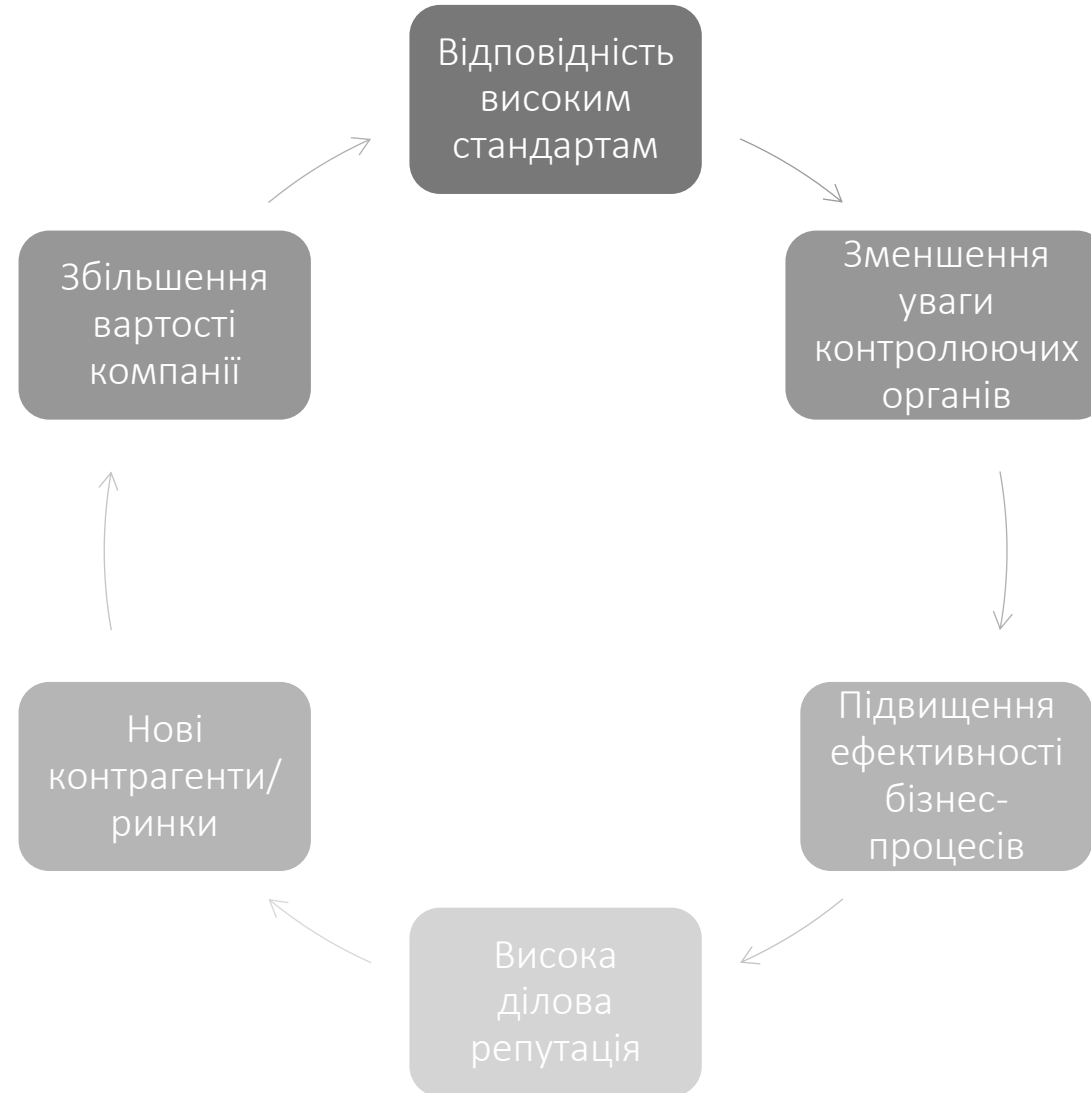 Відповідність
високим
стандартам
Зменшення
уваги
контролюючих
органів
Підвищення
ефективності
бізнес-
процесів
Висока
ділова
репутація
Нові
контрагенти/
ринки
Збільшення
вартості
компанії